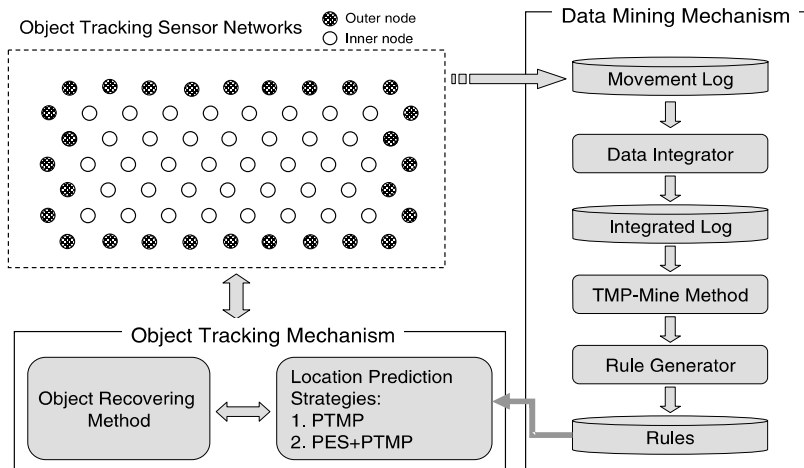 Object Tracking Sensor Networks
Outer node
Inner node
Data Mining Mechanism
Movement Log
Data Integrator
Integrated Log
TMP-Mine Method
Rule Generator
Rules
Object Tracking Mechanism
Object Recovering
Method
Location Prediction
Strategies:
1. PTMP
2. PES+PTMP